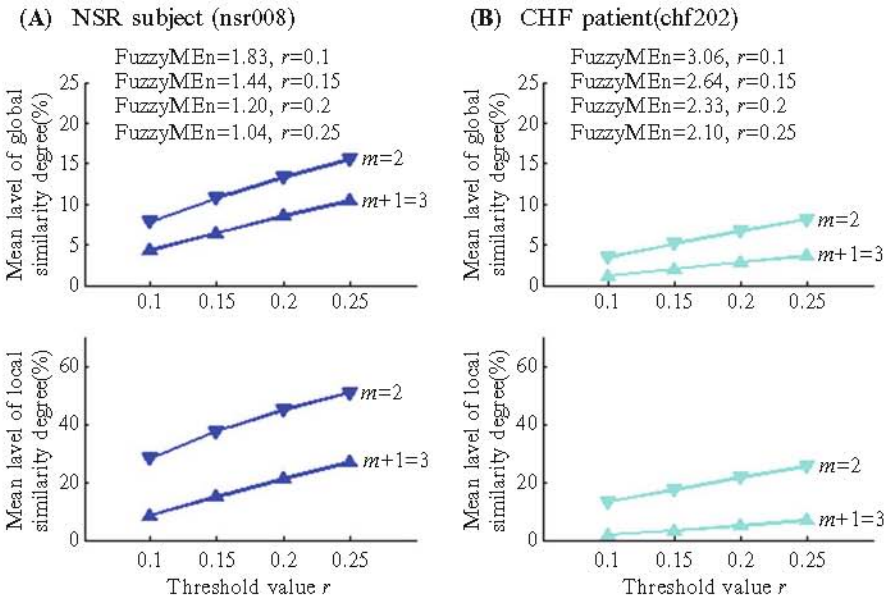 (A) NSR subject (nsr008)
FuzzyMEn=1.83, r=0.1
FuzzyMEn=1.44, r=0.15
FuzzyMEn=1.20, r=0.2
FuzzyMEn=1.04, r=0.25
Mean lavel of global
similarity degree(%)
25
20
15
10
5
0
m=2
m+1=3
0.1 0.15 0.2 0.25
Mean lavel of local
similarity degree(%)
60
40
20
0
m=2
m+1=3
0.1 0.15 0.2 0.25
Threshold value r
(B) CHF patient(chf202)
FuzzyMEn=3.06, r=0.1
FuzzyMEn=2.64, r=0.15
FuzzyMEn=2.33, r=0.2
FuzzyMEn=2.10, r=0.25
Mean lavel of global
similarity degree(%)
25
20
15
10
5
0
m=2
m+1=3
0.1 0.15 0.2 0.25
Mean lavel of local
similarity degree(%)
60
40
20
0
m=2
m+1=3
0.1 0.15 0.2 0.25
Threshold value r